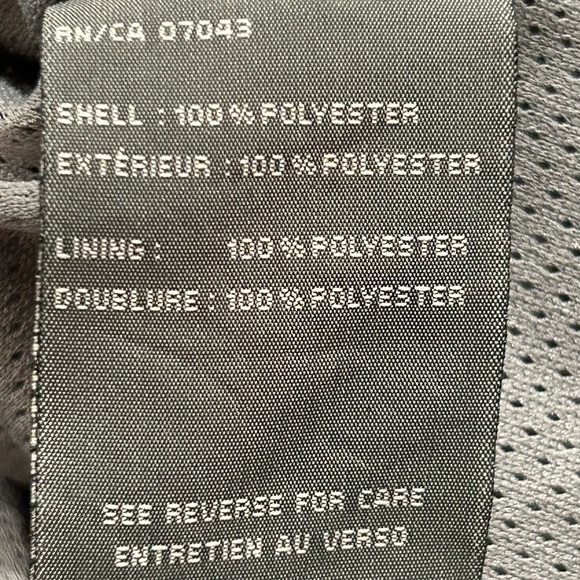 RN/CA 07043
SHELL : 100% POLYESTER
EXTÉRIEUR : 100% POLYESTER
LINING : 100% POLYESTER
DOUBLURE : 100% POLYESTER
SEE REVERSE FOR CARE
ENTRETIEN AU VERSO